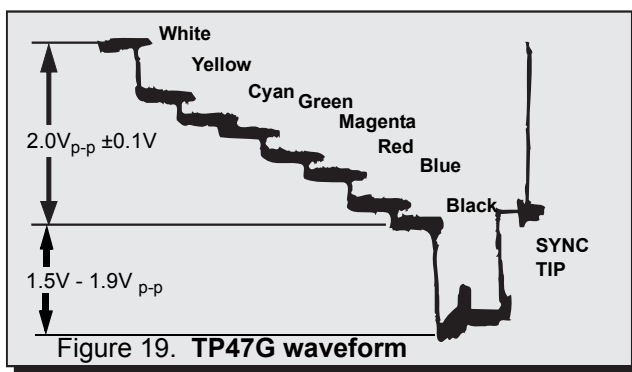 White
Yellow
Cyan
Green
Magenta
Red
Blue
Black
2.0Vp-p ±0.1V
SYNC
TIP
1.5V - 1.9V p-p
Figure 19. TP47G waveform